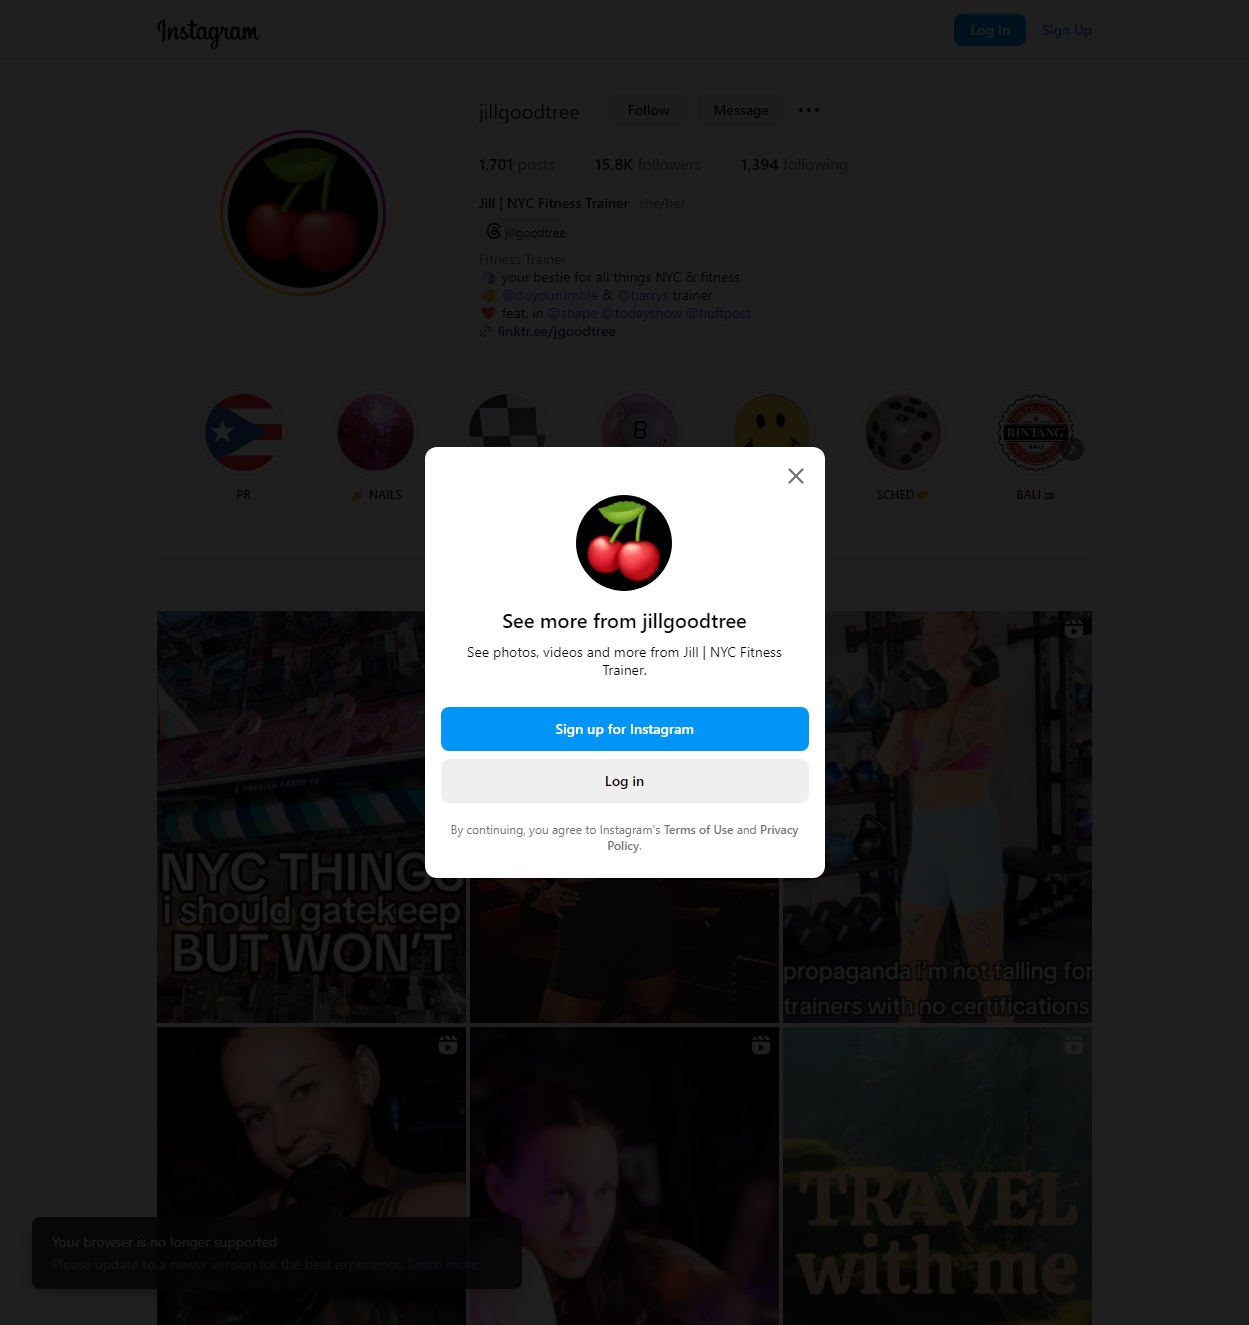 Instagram
Log In
Sign Up
jillgoodtree
Follow
Message
1,701 posts
15.8K followers
1,394 following
Jill | NYC Fitness Trainer she/her
jillgoodtree
Fitness Trainer
your bestie for all things NYC & fitness
@doyourumble & @barrys trainer
feat. in @shape @todayshow @huffpost
linktr.ee/jgoodtree
8
BINTANG
BALI
PR
NAILS
SCHED
BALI
See more from jillgoodtree
See photos, videos and more from Jill | NYC Fitness
Trainer.
Sign up for Instagram
Log in
By continuing, you agree to Instagram's Terms of Use and Privacy
Policy.
BonBon
A SWEDISH CANDY CO.
NYC THINGS
i should gatekeep
BUT WON'T
propaganda i'm not falling for
trainers with no certifications
TRAVEL
with me
Your browser is no longer supported
Please update to a newer version for the best experience. Learn more